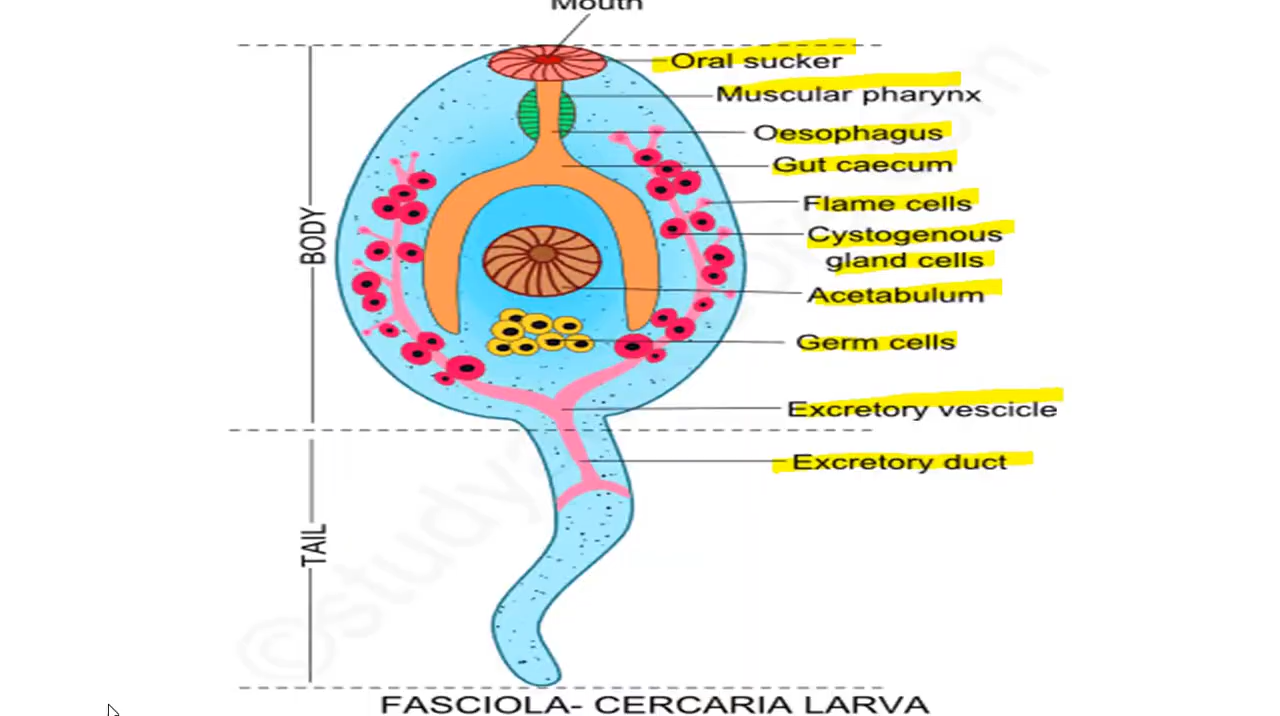 Mouth
Oral sucker
Muscular pharynx
Oesophagus
Gut caecum
Flame cells
Cystogenous
gland cells
Acetabulum
Germ cells
Excretory vescicle
Excretory duct
BODY
TAIL
FASCIOLA- CERCARIA LARVA